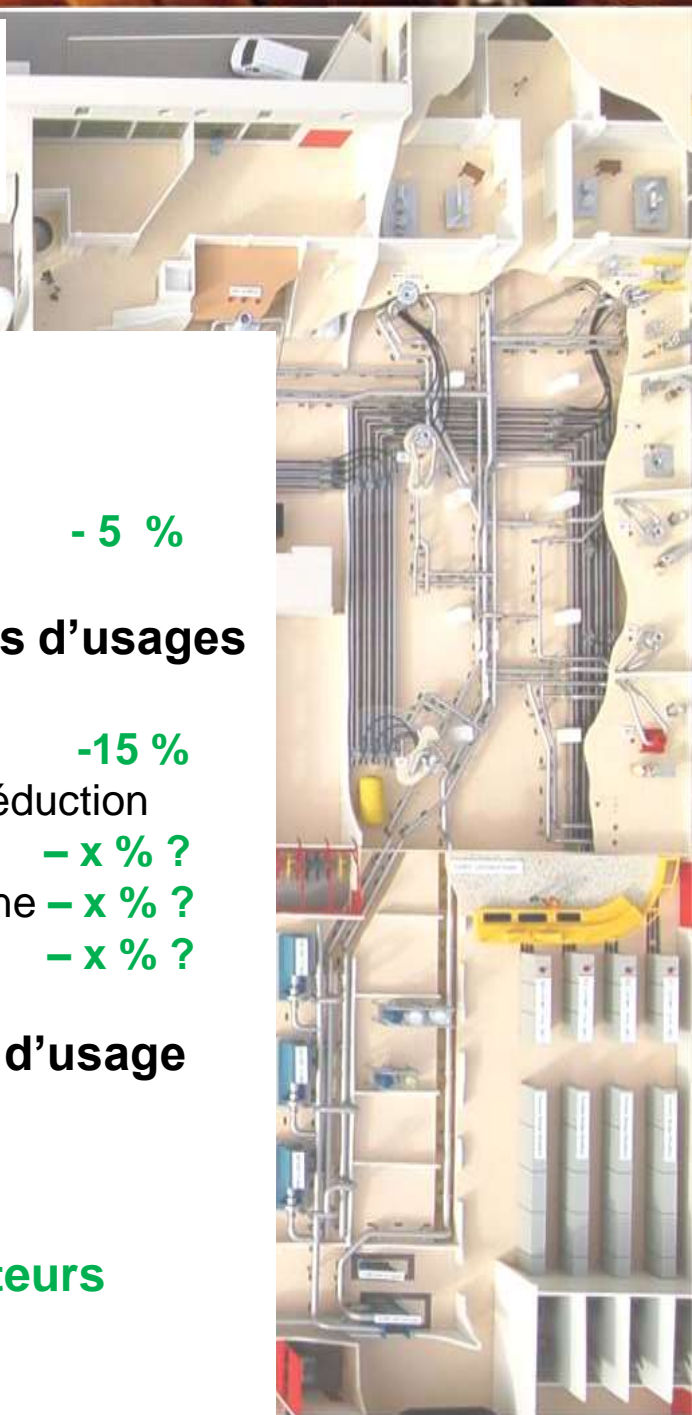 - 5 %
s d’usages
-15 %
éduction
– x % ?
ne – x % ?
– x % ?
d’usage
teurs